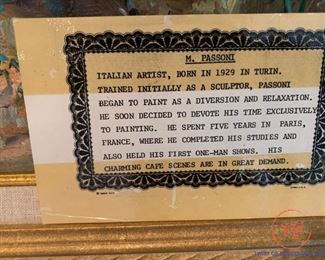 M. PASSONI
ITALIAN ARTIST, BORN IN 1929 IN TURIN.
TRAINED INITIALLY AS A SCULPTOR, PASSONI
BEGAN TO PAINT AS A DIVERSION AND RELAXATION.
HE SOON DECIDED TO DEVOTE HIS TIME EXCLUSIVELY
TO PAINTING. HE SPENT FIVE YEARS IN PARIS,
FRANCE, WHERE HE COMPLETED HIS STUDIES AND
ALSO HELD HIS FIRST ONE-MAN SHOWS. HIS
CHARMING CAFE SCENES ARE IN GREAT DEMAND.